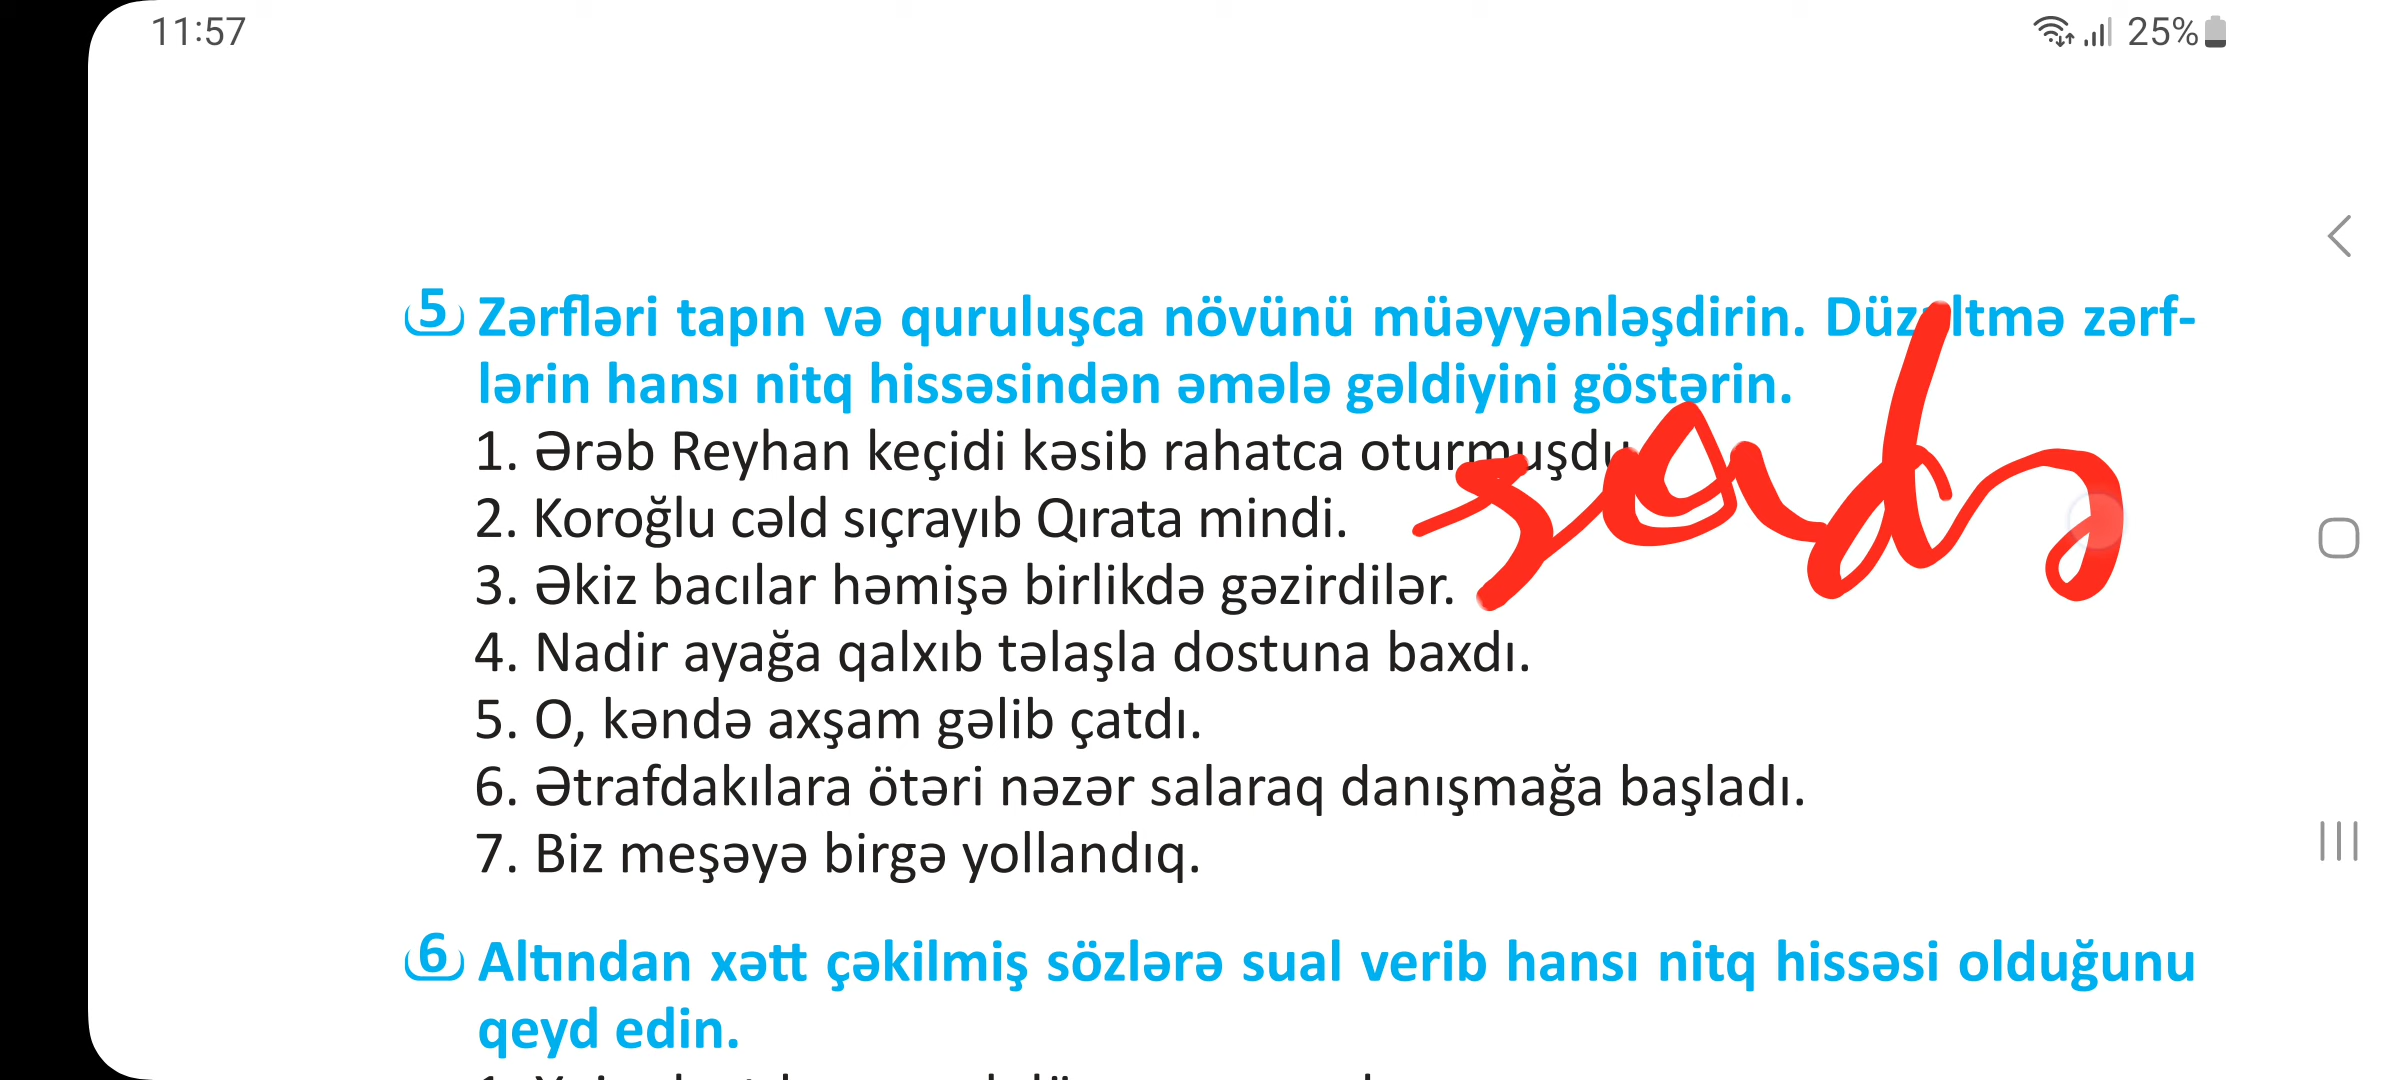 11:57
25%
5 Zərfləri tapın və quruluşca növünü müəyyənləşdirin. Düzəltmə zərf-
lərin hansı nitq hissəsindən əmələ gəldiyini göstərin.
1. Ərəb Reyhan keçidi kəsib rahatca oturmuşdu
2. Koroğlu cəld sıçrayıb Qırata mindi.
3. Əkiz bacılar həmişə birlikdə gəzirdilər.
4. Nadir ayağa qalxıb təlaşla dostuna baxdı.
5. O, kəndə axşam gəlib çatdı.
6. Ətrafdakılara ötəri nəzər salaraq danışmağa başladı.
7. Biz meşəyə birgə yollandıq.
6 Altından xətt çəkilmiş sözlərə sual verib hansı nitq hissəsi olduğunu
qeyd edin.